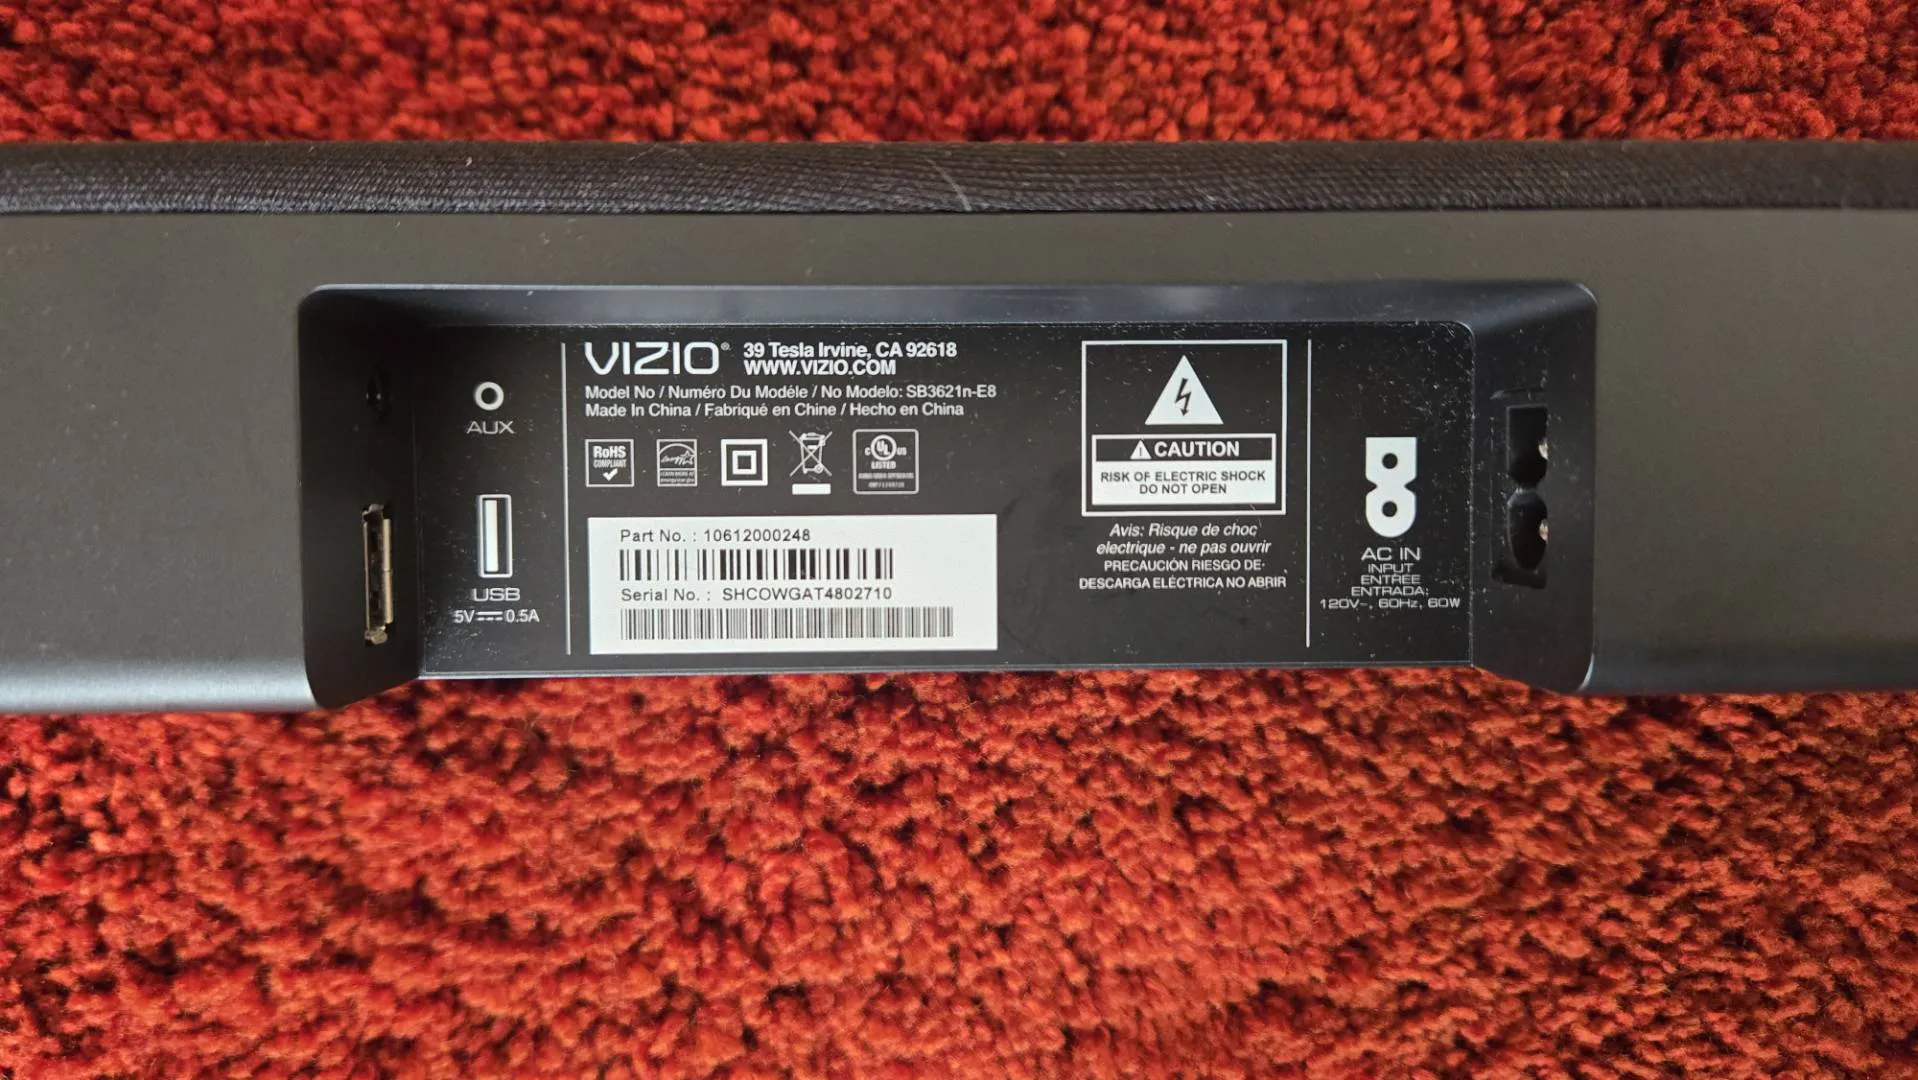 AUX
USB
5V⎓0.5A
VIZIO® 39 Tesla Irvine, CA 92618
WWW.VIZIO.COM
Model No / Numéro Du Modéle / No Modelo: SB3621n-E8
Made In China / Fabriqué en Chine / Hecho en China
RoHS
COMPLIANT
C UL US
LISTED
Part No. : 10612000248
Serial No. : SHCOWGAT4802710
CAUTION
RISK OF ELECTRIC SHOCK
DO NOT OPEN
Avis: Risque de choc
electrique - ne pas ouvrir
PRECAUCIÓN RIESGO DE
DESCARGA ELÉCTRICA NO ABRIR
AC IN
INPUT
ENTRÉE
ENTRADA:
120V~, 60Hz, 60W